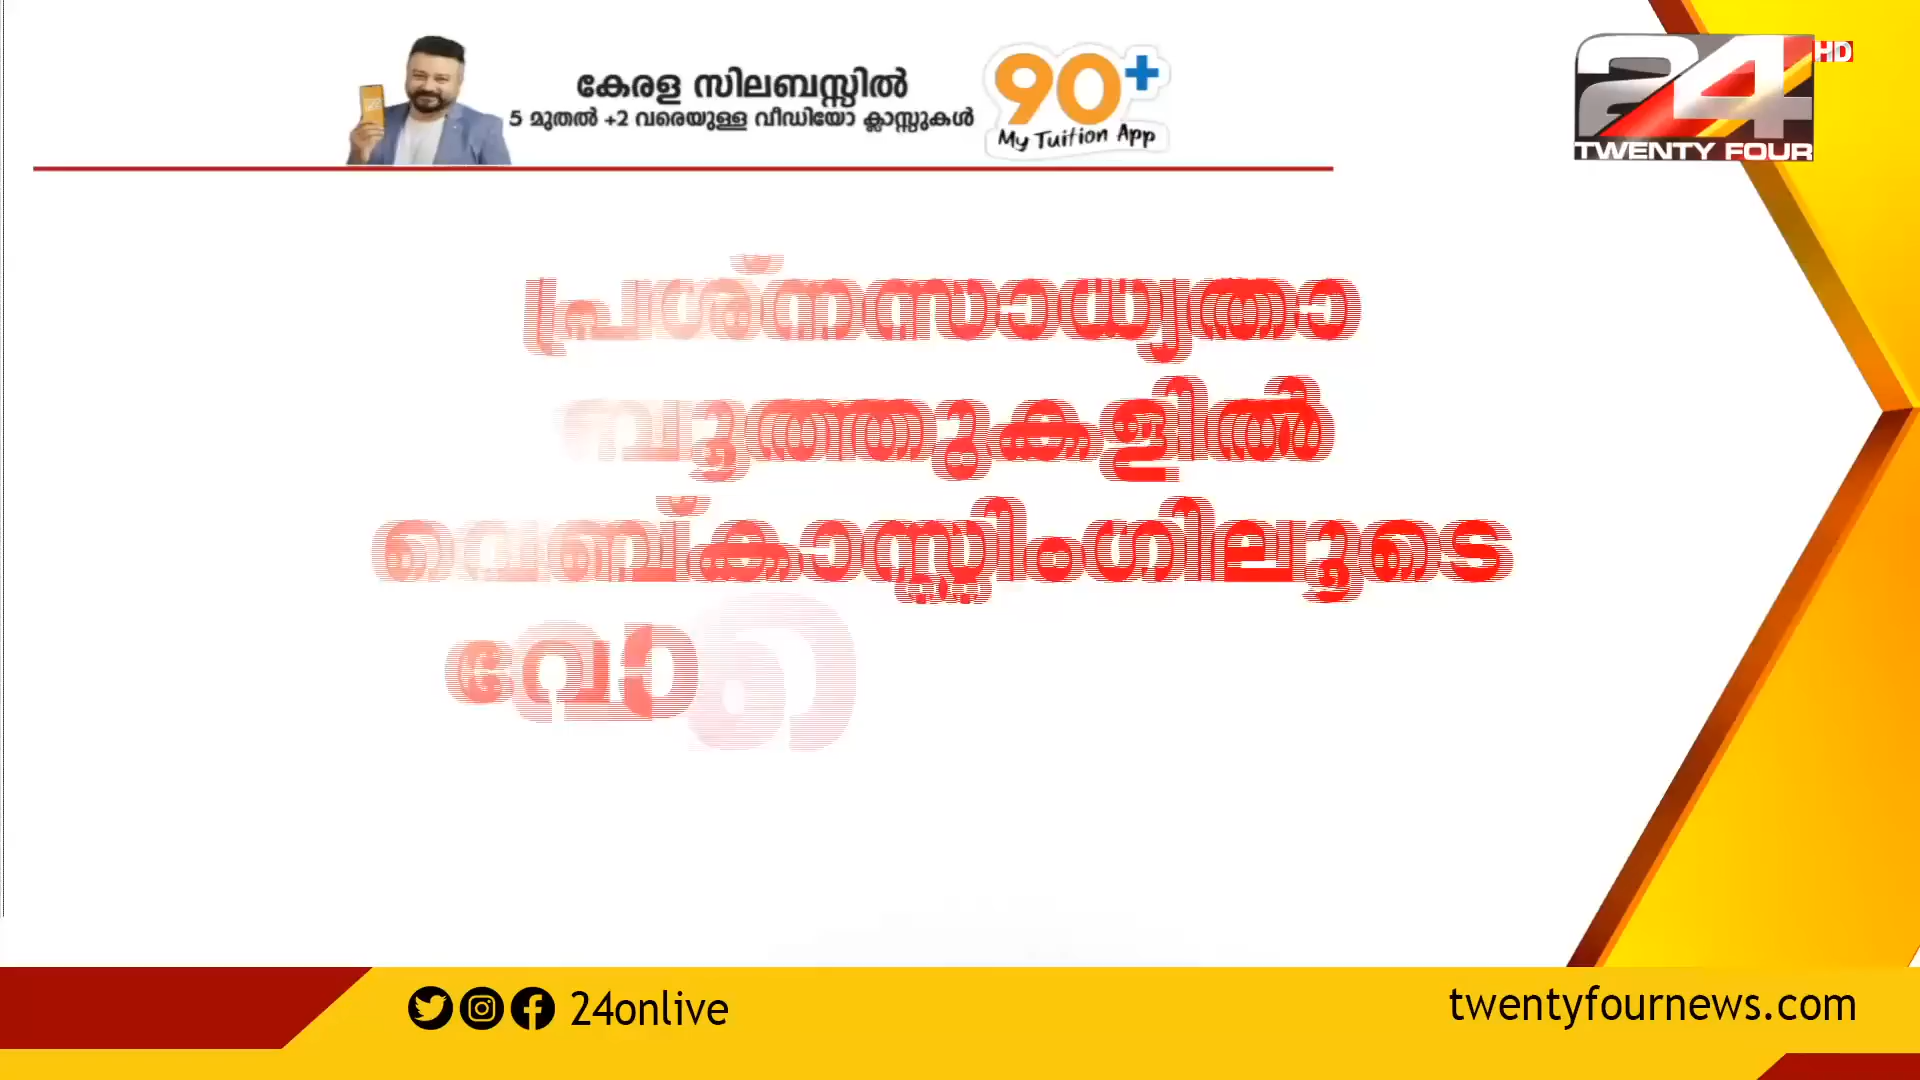 കേരള സിലബസ്സിൽ
5 മുതൽ +2 വരെയുള്ള വീഡിയോ ക്ലാസ്സുകൾ
90+
My Tuition App
24 HD
TWENTY FOUR
പ്രശ്നസാധ്യതാ
ബൂത്തുകളിൽ
വെബ്കാസ്റ്റിംഗിലൂടെ
വോ
24onlive
twentyfournews.com